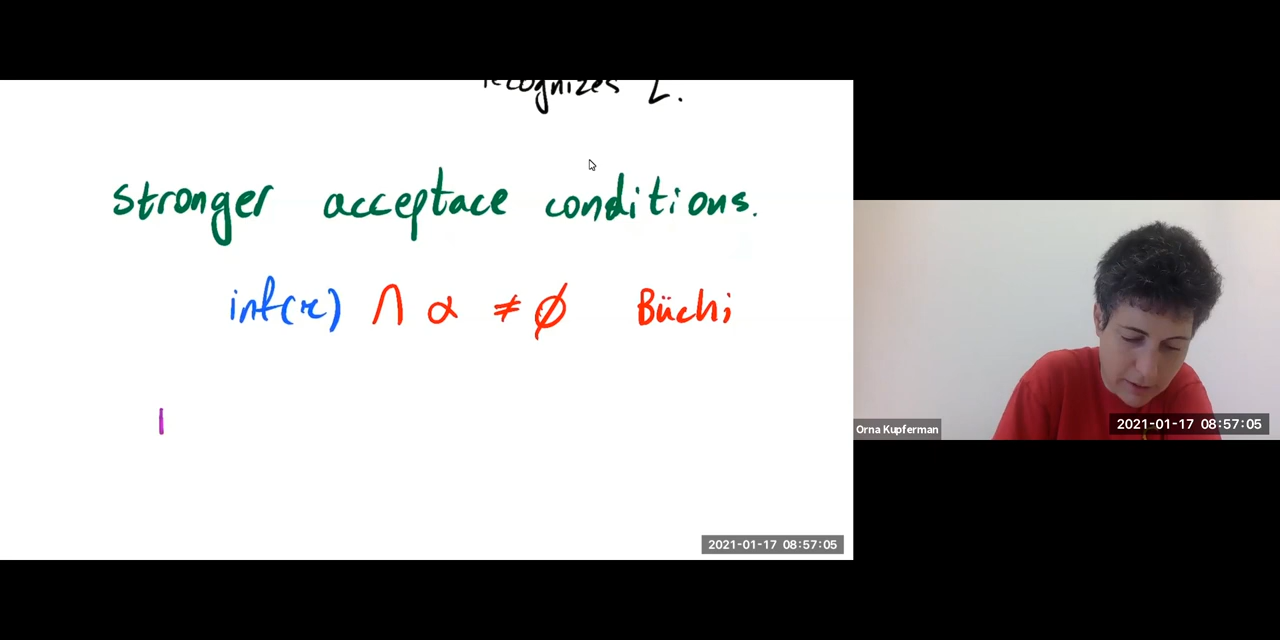 recognizes L.
stronger acceptace conditions.
inf(r) ∩ α ≠ ∅ Büchi
Orna Kupferman
2021-01-17 08:57:05
2021-01-17 08:57:05